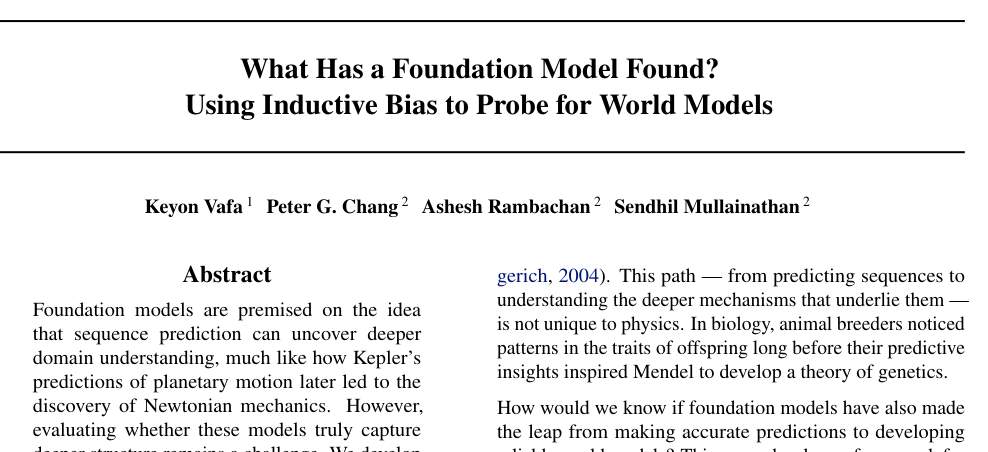 What Has a Foundation Model Found?
Using Inductive Bias to Probe for World Models
Keyon Vafa 1 Peter G. Chang 2 Ashesh Rambachan 2 Sendhil Mullainathan 2
Abstract
Foundation models are premised on the idea
that sequence prediction can uncover deeper
domain understanding, much like how Kepler's
predictions of planetary motion later led to the
discovery of Newtonian mechanics. However,
evaluating whether these models truly capture
deeper structure remains a challenge. We develop
gerich, 2004). This path — from predicting sequences to
understanding the deeper mechanisms that underlie them —
is not unique to physics. In biology, animal breeders noticed
patterns in the traits of offspring long before their predictive
insights inspired Mendel to develop a theory of genetics.
How would we know if foundation models have also made
the leap from making accurate predictions to developing